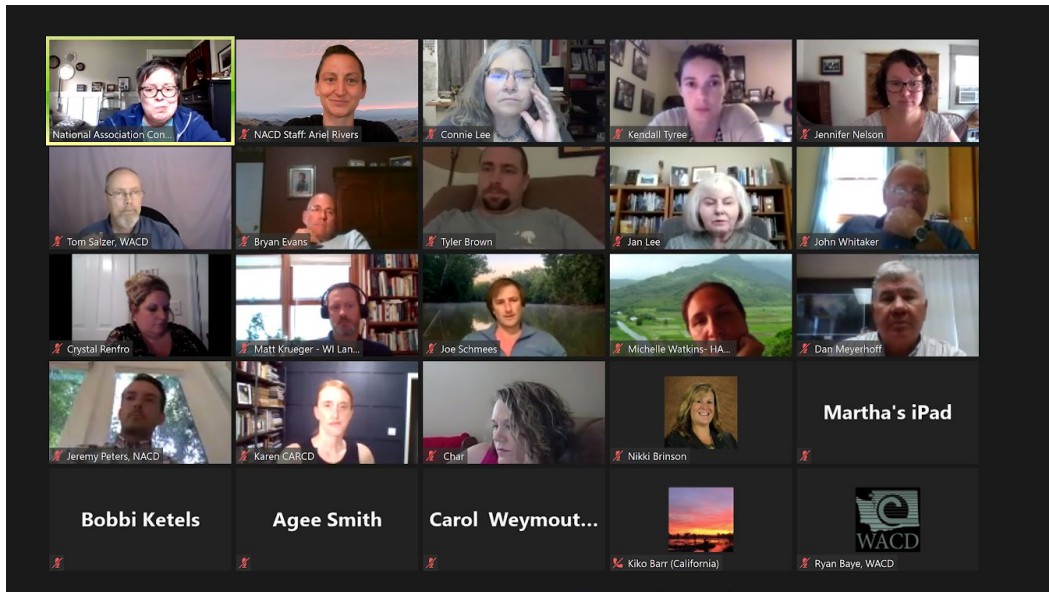 National Association Con...
NACD Staff: Ariel Rivers
Connie Lee
Kendall Tyree
Jennifer Nelson
Tom Salzer, WACD
Bryan Evans
Tyler Brown
Jan Lee
John Whitaker
Crystal Renfro
Matt Krueger - WI Lan...
Joe Schmees
Michelle Watkins- HA...
Dan Meyerhoff
Jeremy Peters, NACD
Karen CARCD
Char
Nikki Brinson
Martha's iPad
Bobbi Ketels
Agee Smith
Carol Weymout...
Kiko Barr (California)
WACD
Ryan Baye, WACD